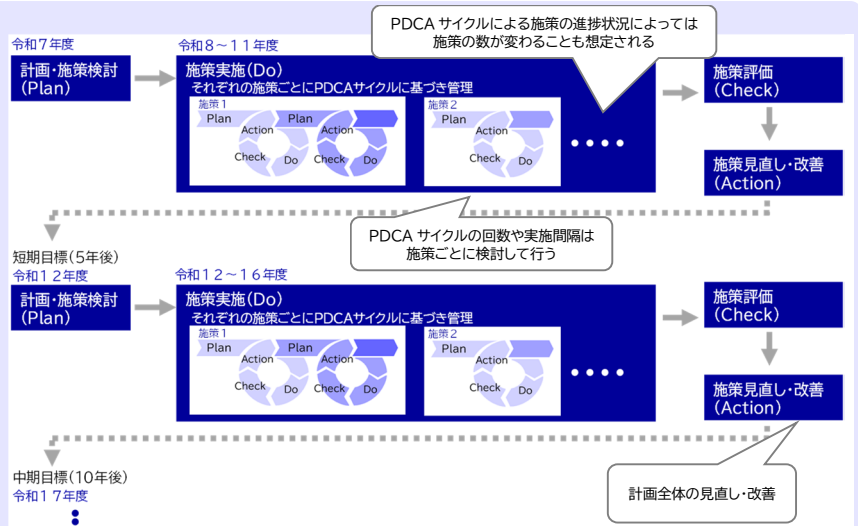 PDCA サイクルによる施策の進捗状況によっては
施策の数が変わることも想定される
令和7年度
計画・施策検討
(Plan)
令和8～11年度
施策実施(Do)
それぞれの施策ごとにPDCAサイクルに基づき管理
施策1
Plan
Plan
Action
Action
Check
Do
Check
Do
施策2
Plan
Action
Check
Do
施策評価
(Check)
施策見直し・改善
(Action)
PDCA サイクルの回数や実施間隔は
施策ごとに検討して行う
短期目標(5年後)
令和12年度
計画・施策検討
(Plan)
令和12～16年度
施策実施(Do)
それぞれの施策ごとにPDCAサイクルに基づき管理
施策1
Plan
Plan
Action
Action
Check
Do
Check
Do
施策2
Plan
Action
Check
Do
施策評価
(Check)
施策見直し・改善
(Action)
計画全体の見直し・改善
中期目標(10年後)
令和17年度